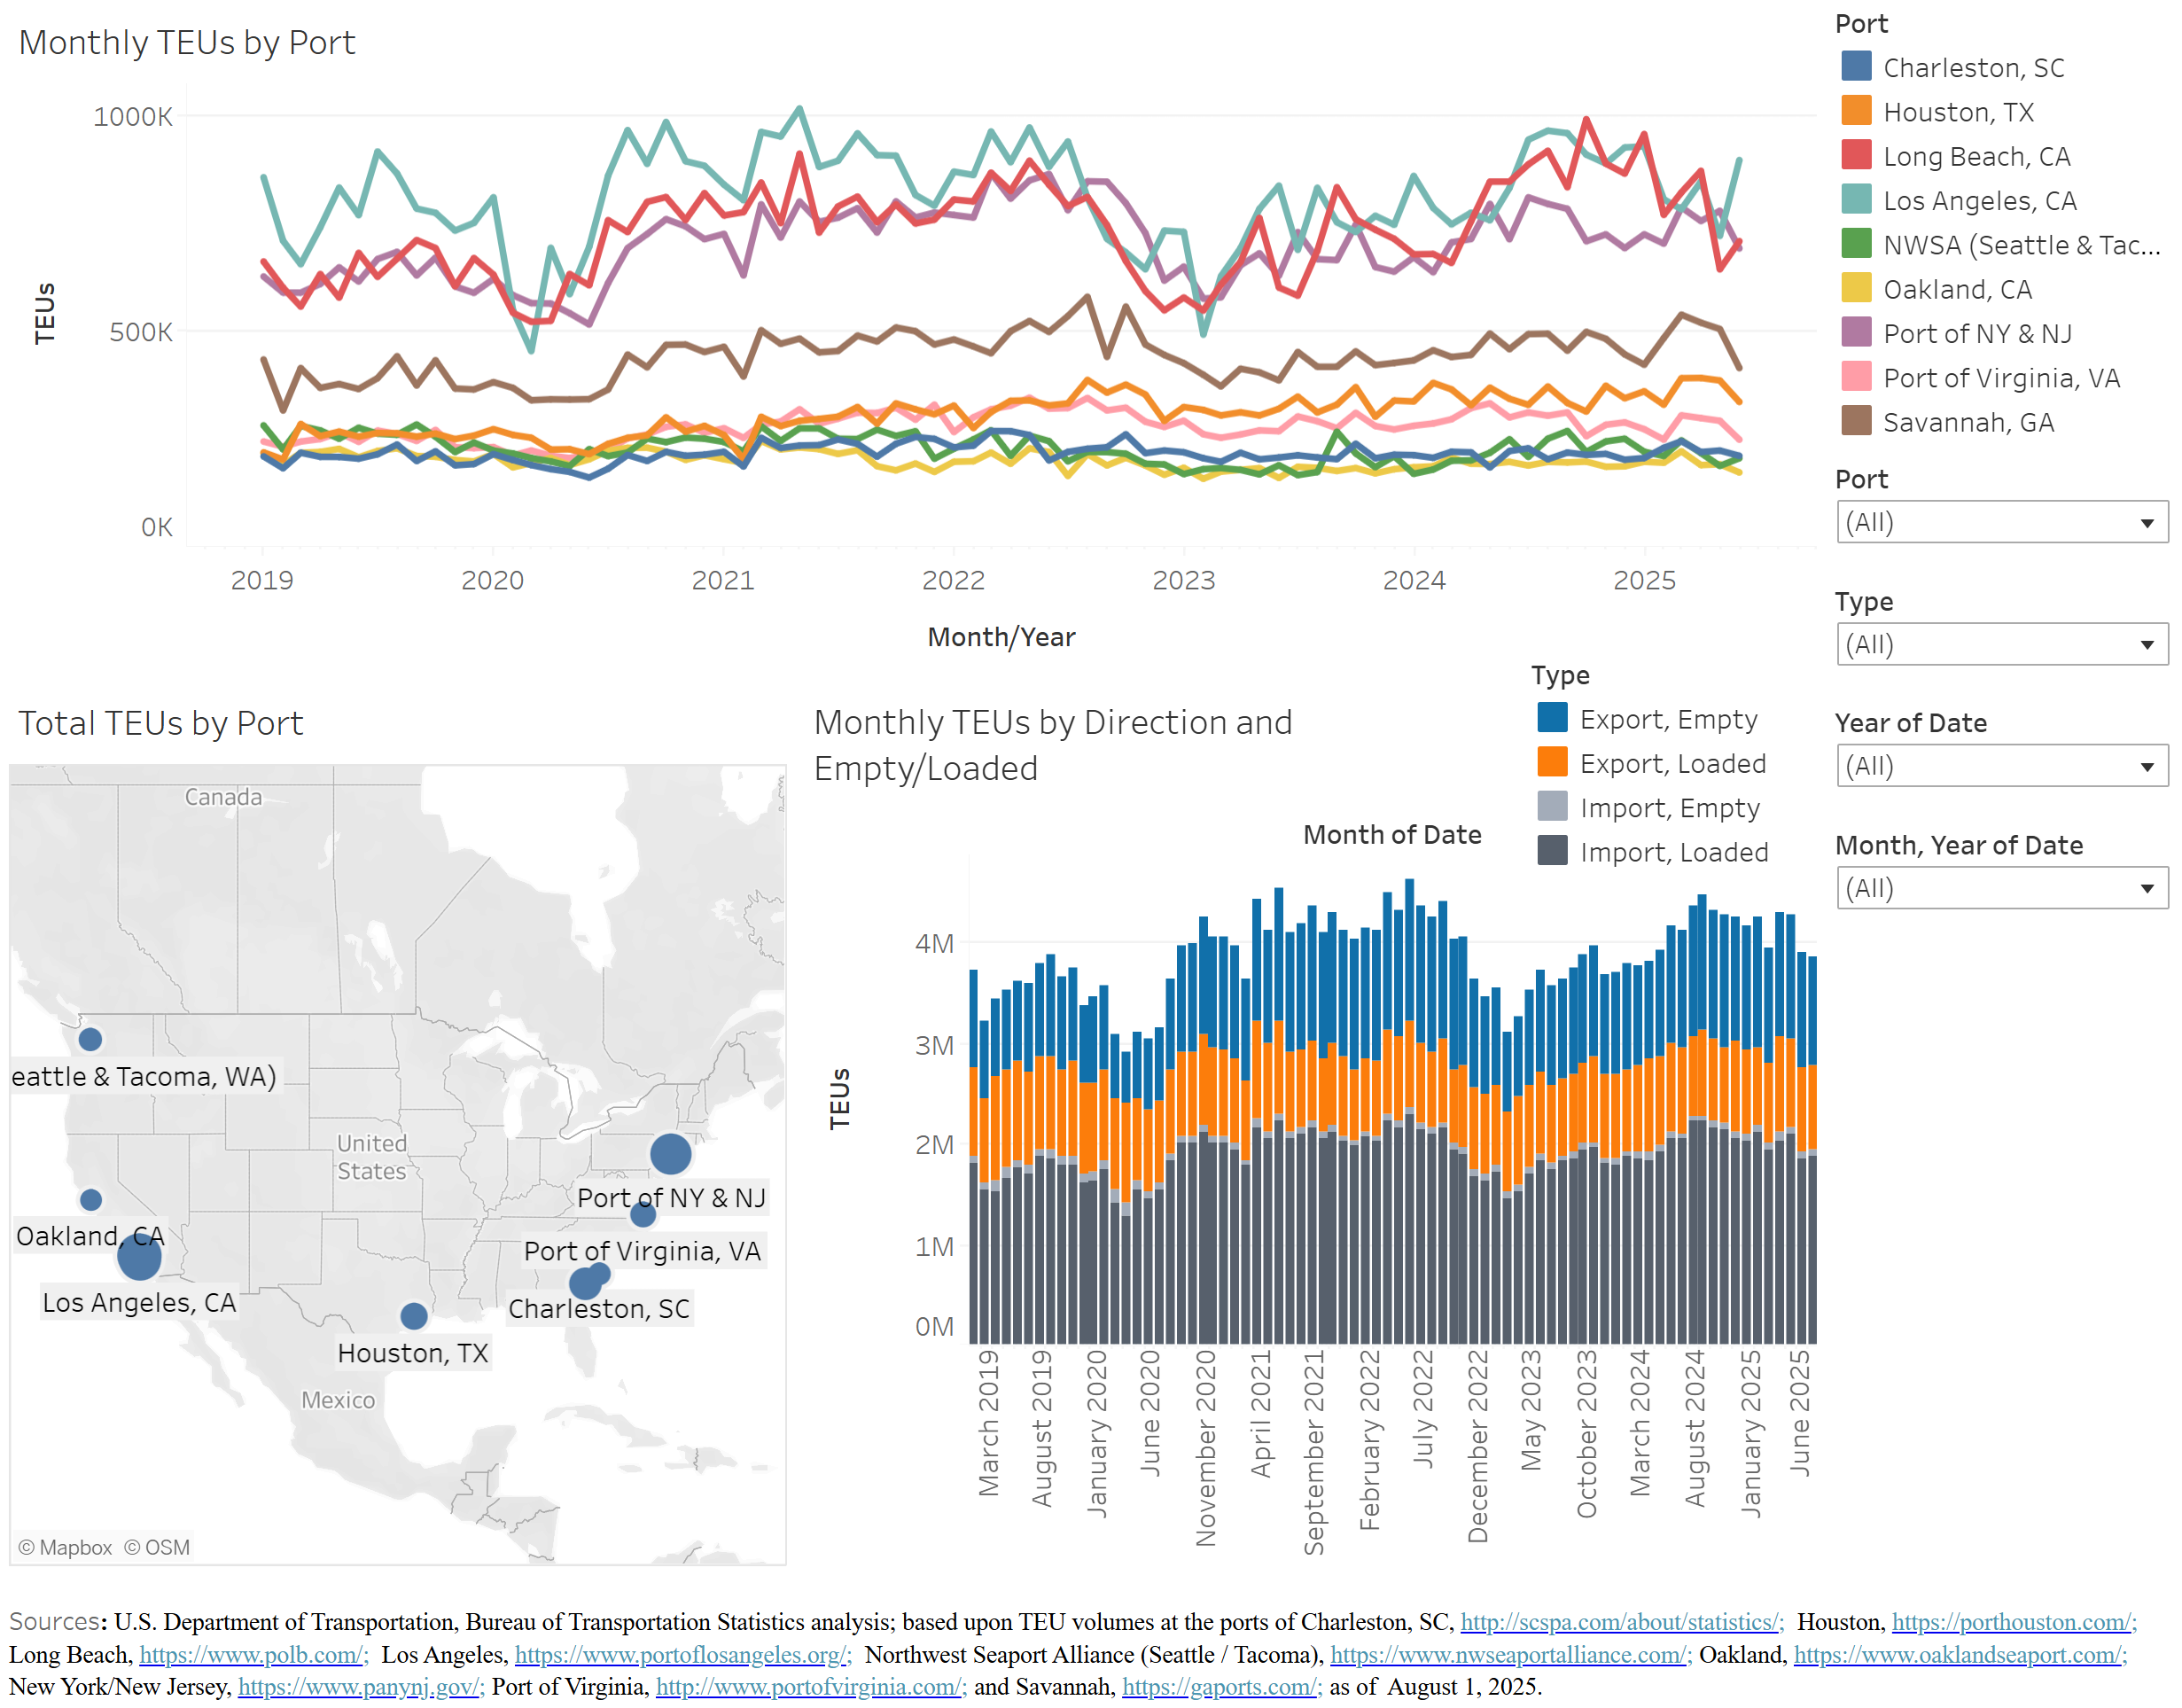 Monthly TEUs by Port
1000K
500K
0K
TEUs
2019
2020
2021
2022
2023
2024
2025
Month/Year
Port
Charleston, SC
Houston, TX
Long Beach, CA
Los Angeles, CA
NWSA (Seattle & Tac...
Oakland, CA
Port of NY & NJ
Port of Virginia, VA
Savannah, GA
Port
(All)
Type
(All)
Year of Date
(All)
Month, Year of Date
(All)
Total TEUs by Port
Canada
eattle & Tacoma, WA)
United
States
Port of NY & NJ
Oakland, CA
Port of Virginia, VA
Los Angeles, CA
Charleston, SC
Houston, TX
Mexico
© Mapbox © OSM
Monthly TEUs by Direction and
Empty/Loaded
Type
Export, Empty
Export, Loaded
Import, Empty
Import, Loaded
Month of Date
4M
3M
2M
1M
0M
TEUs
March 2019
August 2019
January 2020
June 2020
November 2020
April 2021
September 2021
February 2022
July 2022
December 2022
May 2023
October 2023
March 2024
August 2024
January 2025
June 2025
Sources: U.S. Department of Transportation, Bureau of Transportation Statistics analysis; based upon TEU volumes at the ports of Charleston, SC, http://scspa.com/about/statistics/; Houston, https://porthouston.com/;
Long Beach, https://www.polb.com/; Los Angeles, https://www.portoflosangeles.org/; Northwest Seaport Alliance (Seattle / Tacoma), https://www.nwseaportalliance.com/; Oakland, https://www.oaklandseaport.com/;
New York/New Jersey, https://www.panynj.gov/; Port of Virginia, http://www.portofvirginia.com/; and Savannah, https://gaports.com/; as of August 1, 2025.